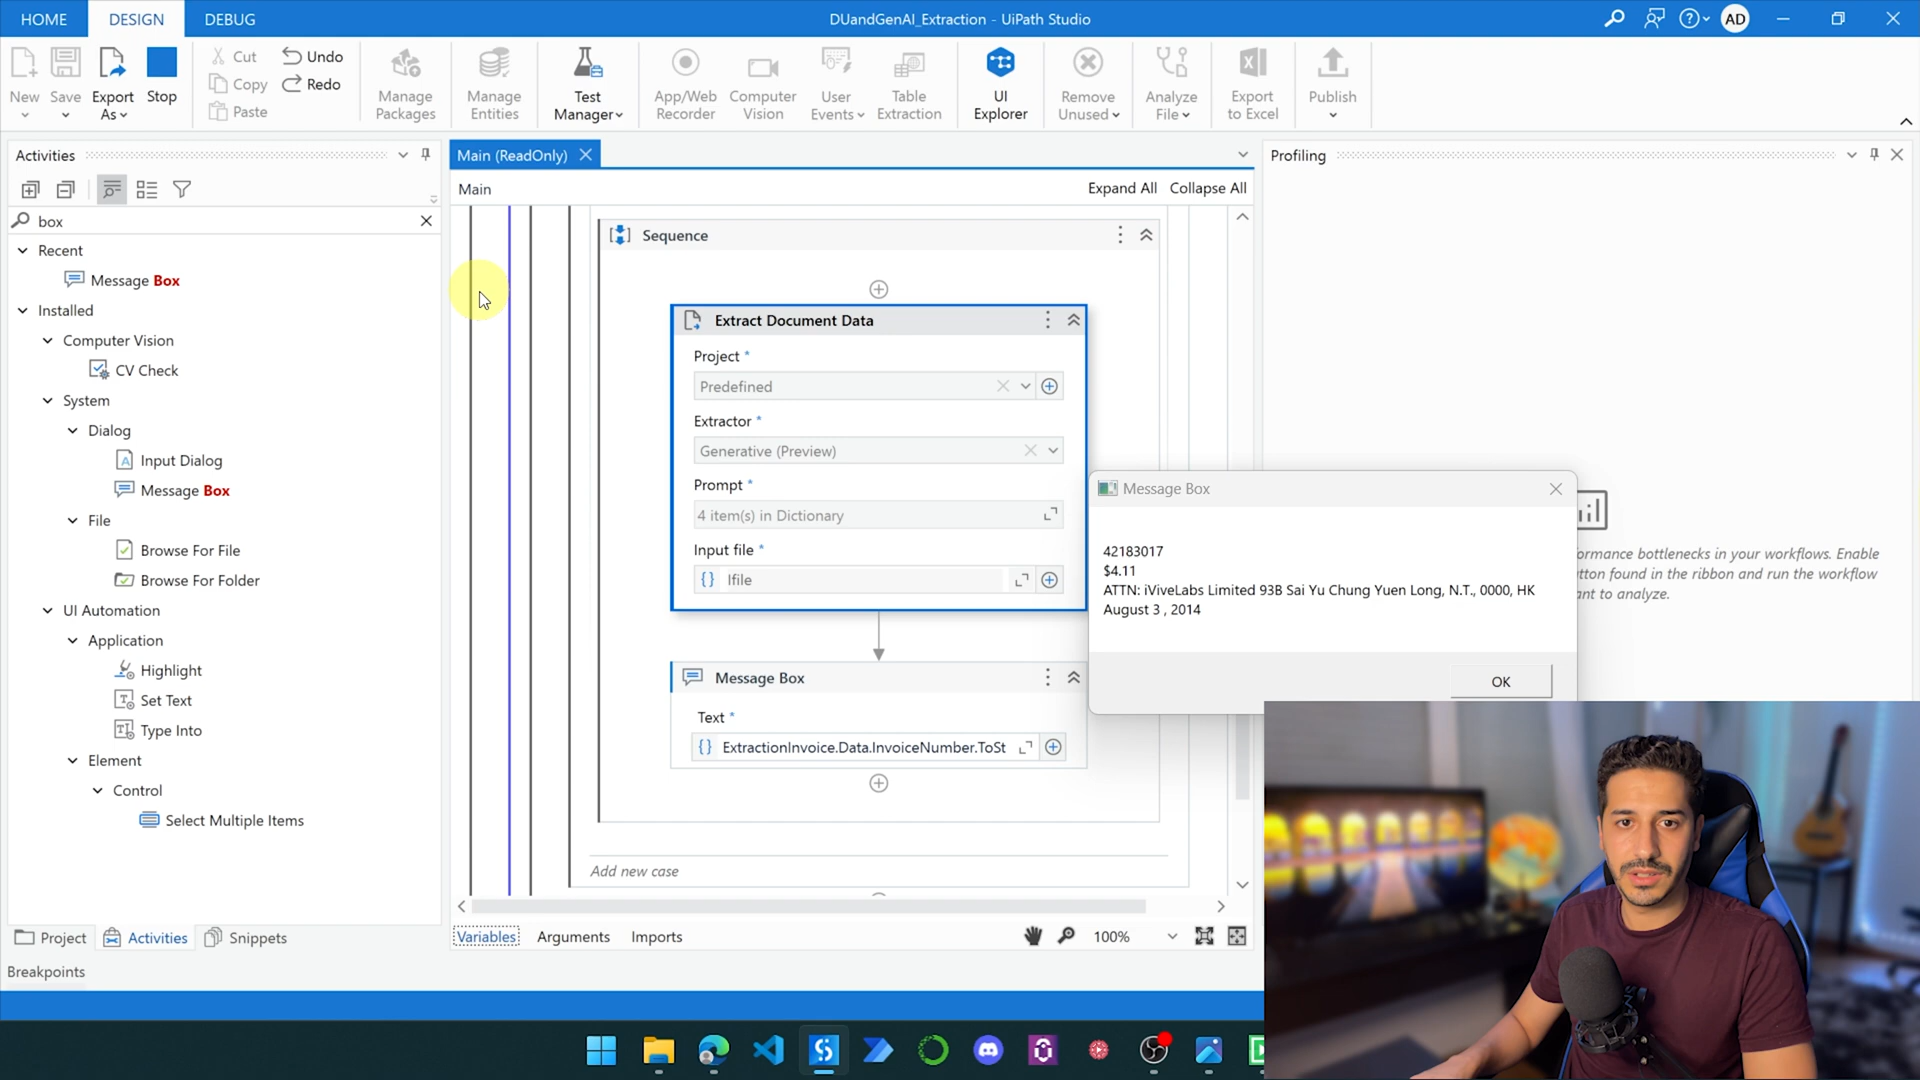 HOME
DESIGN
DEBUG
DUandGenAI_Extraction - UiPath Studio
AD
New
Save
Export As
Stop
Cut
Copy
Paste
Undo
Redo
Manage Packages
Manage Entities
Test Manager
App/Web Recorder
Computer Vision
User Events
Table Extraction
UI Explorer
Remove Unused
Analyze File
Export to Excel
Publish
Activities
box
Recent
Message Box
Installed
Computer Vision
CV Check
System
Dialog
Input Dialog
Message Box
File
Browse For File
Browse For Folder
UI Automation
Application
Highlight
Set Text
Type Into
Element
Control
Select Multiple Items
Project
Activities
Snippets
Breakpoints
Main (ReadOnly)
Main
Expand All
Collapse All
Sequence
Extract Document Data
Project *
Predefined
Extractor *
Generative (Preview)
Prompt *
4 item(s) in Dictionary
Input file *
Ifile
Message Box
Text *
ExtractionInvoice.Data.InvoiceNumber.ToSt
Add new case
Variables
Arguments
Imports
100%
Profiling
ormance bottlenecks in your workflows. Enable
tton found in the ribbon and run the workflow
ant to analyze.
Message Box
42183017
$4.11
ATTN: iViveLabs Limited 93B Sai Yu Chung Yuen Long, N.T., 0000, HK
August 3 , 2014
OK